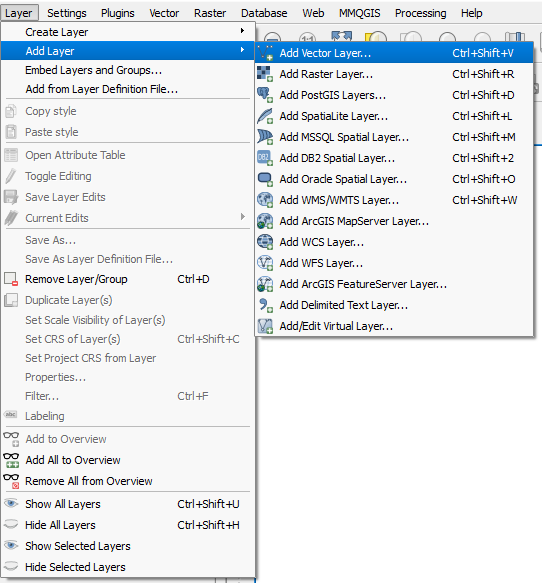 Layer Settings Plugins Vector Raster Database Web MMQGIS Processing Help
Create Layer
Add Layer
Embed Layers and Groups...
Add from Layer Definition File...
Copy style
Paste style
Open Attribute Table
Toggle Editing
Save Layer Edits
Current Edits
Save As...
Save As Layer Definition File...
Remove Layer/Group Ctrl+D
Duplicate Layer(s)
Set Scale Visibility of Layer(s)
Set CRS of Layer(s) Ctrl+Shift+C
Set Project CRS from Layer
Properties...
Filter... Ctrl+F
abc Labeling
Add to Overview
Add All to Overview
Remove All from Overview
Show All Layers Ctrl+Shift+U
Hide All Layers Ctrl+Shift+H
Show Selected Layers
Hide Selected Layers
Add Vector Layer... Ctrl+Shift+V
Add Raster Layer... Ctrl+Shift+R
Add PostGIS Layers... Ctrl+Shift+D
Add SpatiaLite Layer... Ctrl+Shift+L
Add MSSQL Spatial Layer... Ctrl+Shift+M
DB2 Add DB2 Spatial Layer... Ctrl+Shift+2
Add Oracle Spatial Layer... Ctrl+Shift+O
Add WMS/WMTS Layer... Ctrl+Shift+W
Add ArcGIS MapServer Layer...
Add WCS Layer...
Add WFS Layer...
Add ArcGIS FeatureServer Layer...
Add Delimited Text Layer...
Add/Edit Virtual Layer...